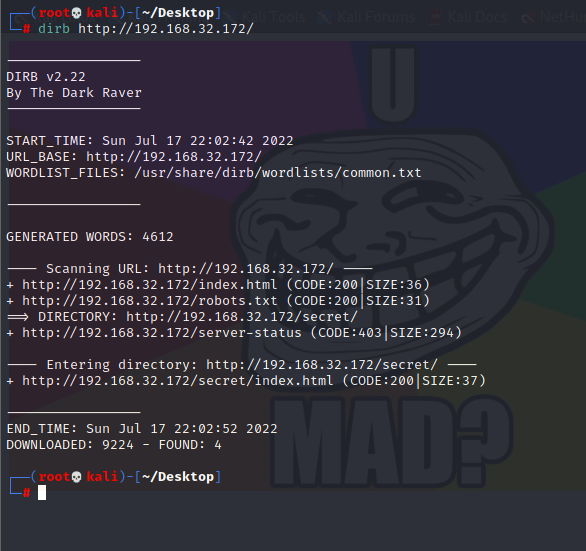 Kali Tools Kali Forums Kali Docs NetHun
┌──(root💀kali)-[~/Desktop]
└─# dirb http://192.168.32.172/
-----------------
DIRB v2.22
By The Dark Raver
-----------------
START_TIME: Sun Jul 17 22:02:42 2022
URL_BASE: http://192.168.32.172/
WORDLIST_FILES: /usr/share/dirb/wordlists/common.txt
-----------------
GENERATED WORDS: 4612
---- Scanning URL: http://192.168.32.172/ ----
+ http://192.168.32.172/index.html (CODE:200|SIZE:36)
+ http://192.168.32.172/robots.txt (CODE:200|SIZE:31)
==> DIRECTORY: http://192.168.32.172/secret/
+ http://192.168.32.172/server-status (CODE:403|SIZE:294)
---- Entering directory: http://192.168.32.172/secret/ ----
+ http://192.168.32.172/secret/index.html (CODE:200|SIZE:37)
-----------------
END_TIME: Sun Jul 17 22:02:52 2022
DOWNLOADED: 9224 - FOUND: 4
┌──(root💀kali)-[~/Desktop]
└─#
U
MAD?